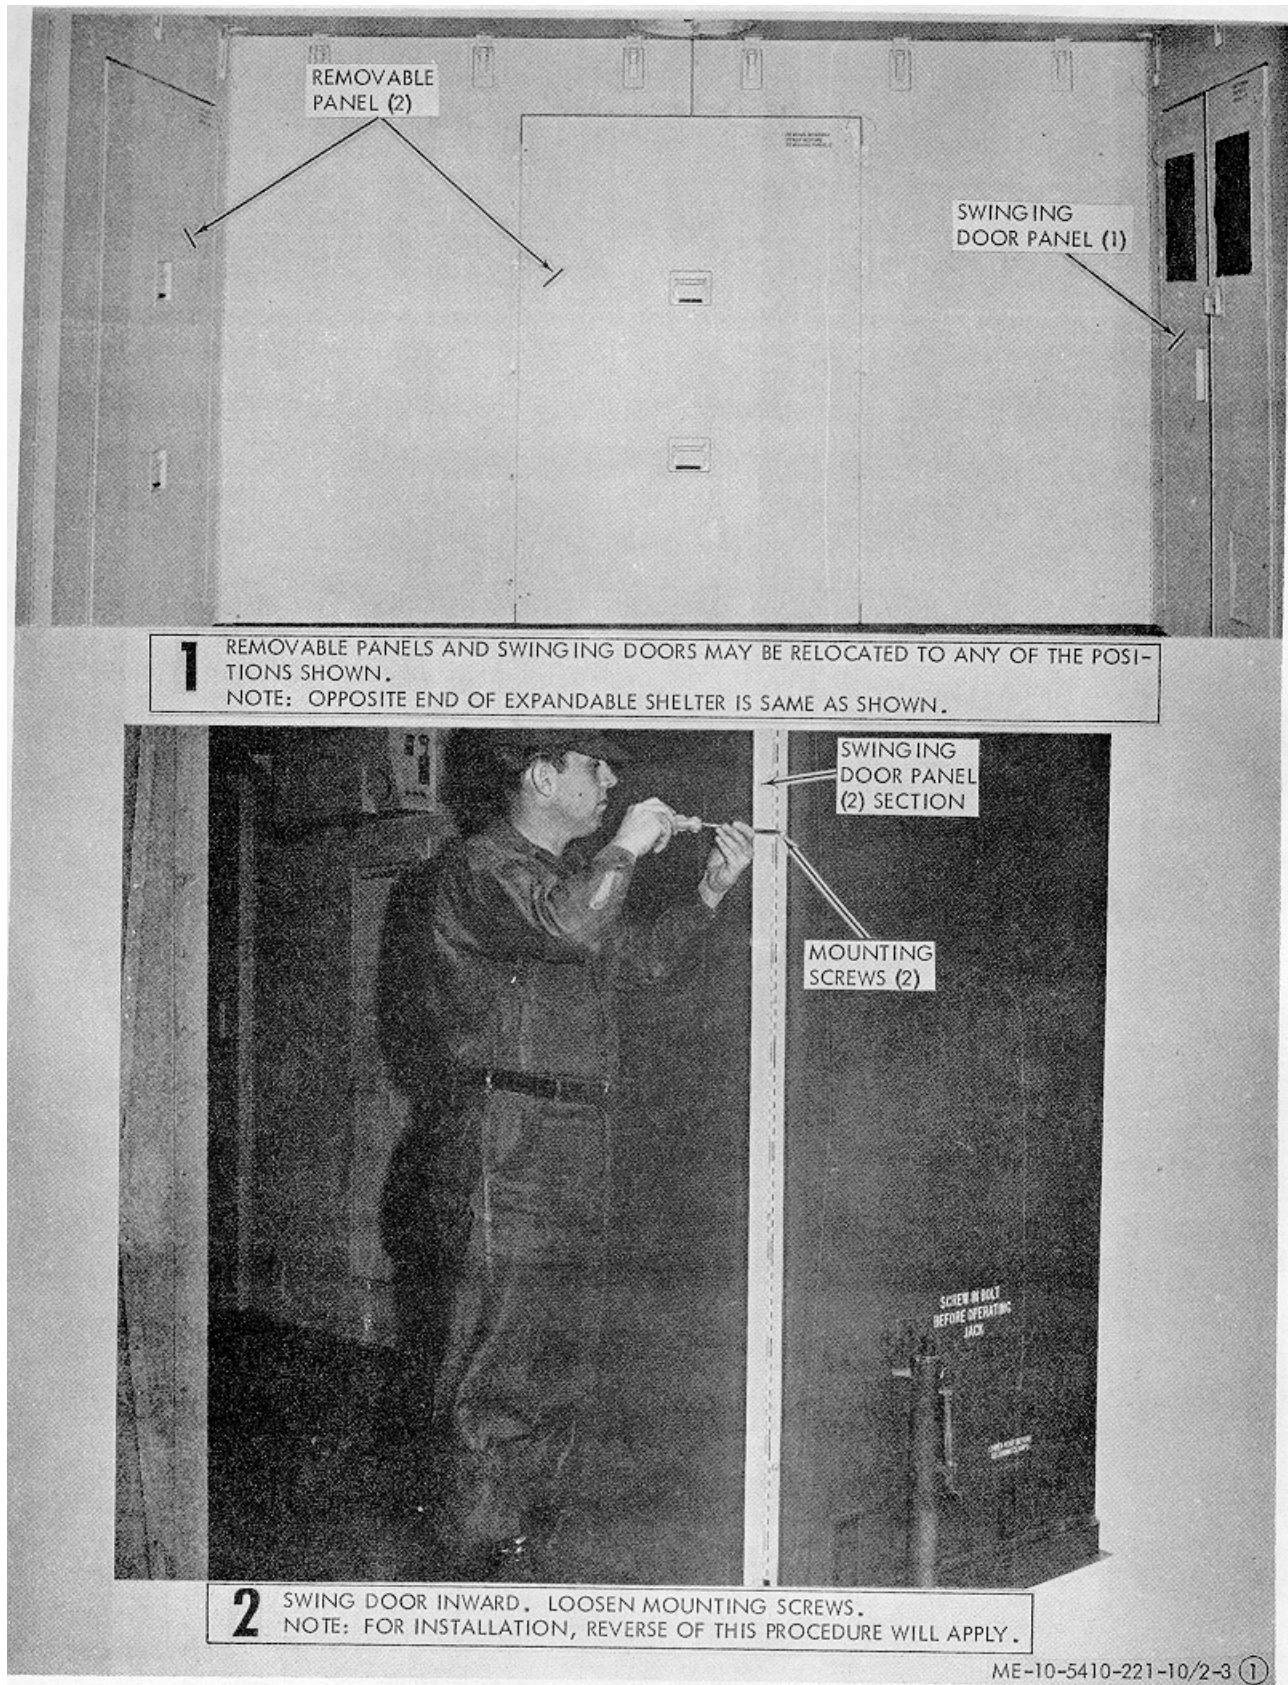 REMOVABLE
PANEL (2)
SWINGING
DOOR PANEL (1)
1
REMOVABLE PANELS AND SWINGING DOORS MAY BE RELOCATED TO ANY OF THE POSI-
TIONS SHOWN.
NOTE: OPPOSITE END OF EXPANDABLE SHELTER IS SAME AS SHOWN.
SWINGING
DOOR PANEL
(2) SECTION
MOUNTING
SCREWS (2)
SCREW IN BOLT
BEFORE OPERATING
JACK
2
SWING DOOR INWARD. LOOSEN MOUNTING SCREWS.
NOTE: FOR INSTALLATION, REVERSE OF THIS PROCEDURE WILL APPLY.
ME-10-5410-221-10/2-3 1